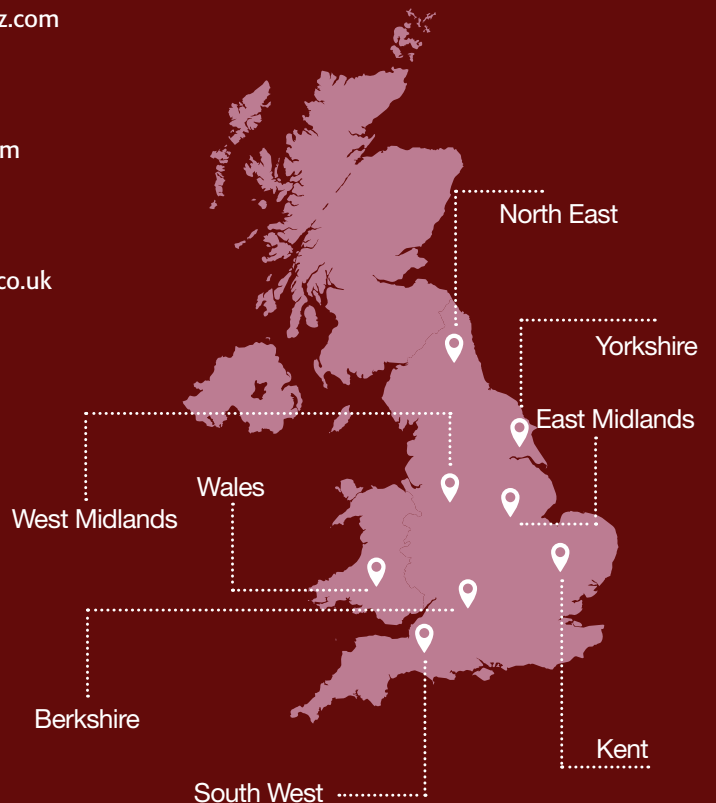 z.com
m
co.uk
North East
Yorkshire
East Midlands
Wales
West Midlands
Berkshire
Kent
South West